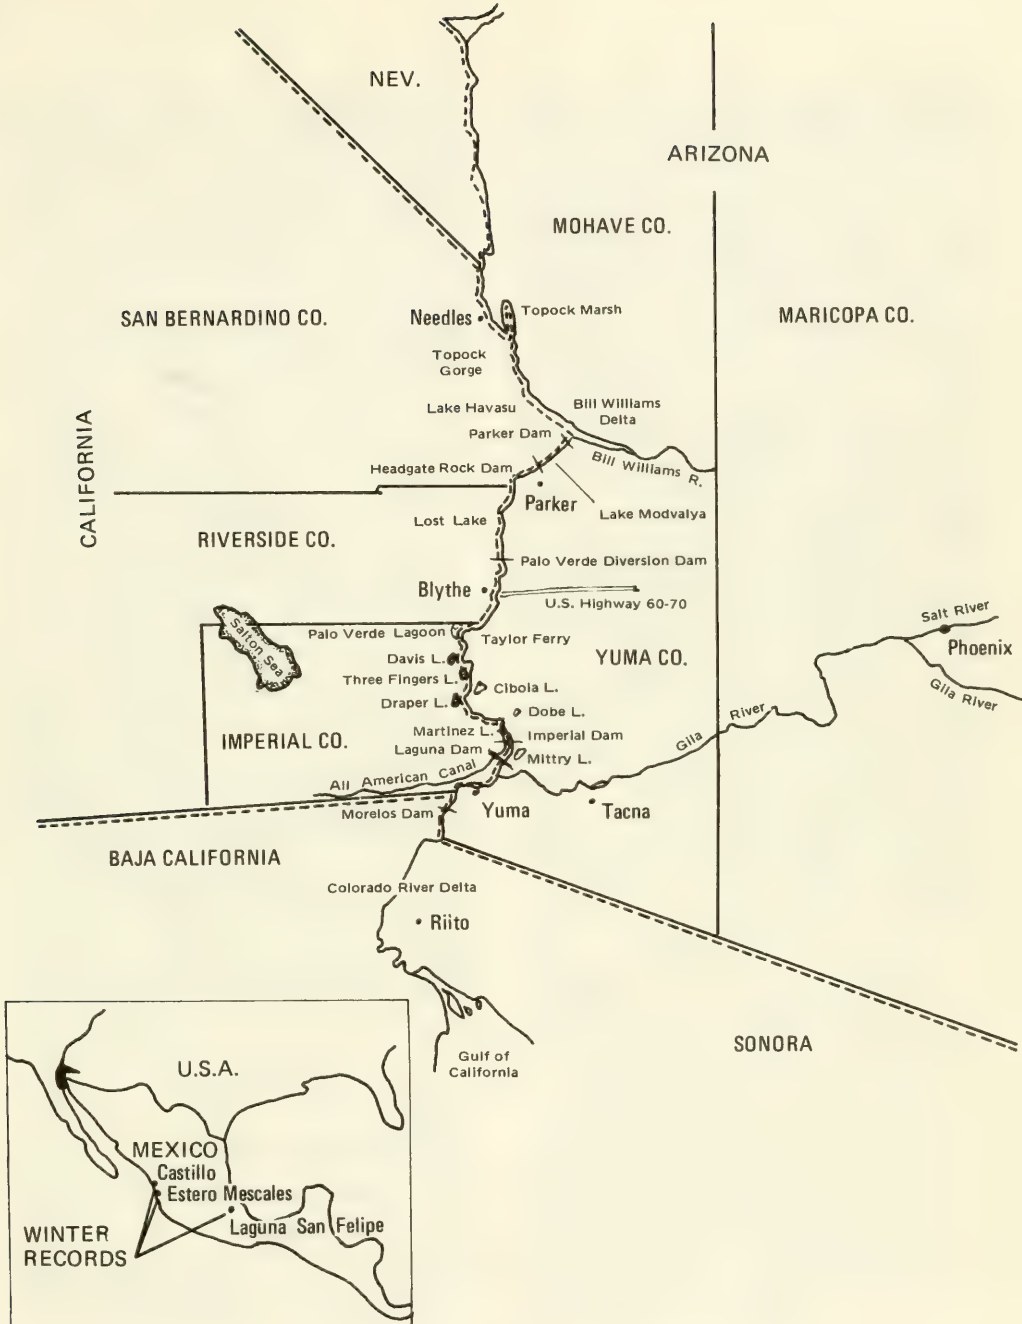 NEV.
ARIZONA
MOHAVE CO.
SAN BERNARDINO CO.
Needles
Topock Marsh
MARICOPA CO.
Topock
Gorge
Lake Havasu
Bill Williams
Delta
CALIFORNIA
Parker Dam
Bill Williams R.
Headgate Rock Dam
Parker
Lake Modvalya
Lost Lake
RIVERSIDE CO.
Palo Verde Diversion Dam
Blythe
U.S. Highway 60-70
Salton Sea
Palo Verde Lagoon
Taylor Ferry
Salt River
Phoenix
Davis L.
YUMA CO.
Three Fingers L.
Cibola L.
Gila River
Draper L.
Dobe L.
Gila River
IMPERIAL CO.
Martinez L.
Imperial Dam
Laguna Dam
Mittry L.
All American Canal
Morelos Dam
Yuma
Tacna
BAJA CALIFORNIA
Colorado River Delta
Riito
SONORA
Gulf of
California
U.S.A.
MEXICO
Castillo
Estero Mescales
Laguna San Felipe
WINTER
RECORDS